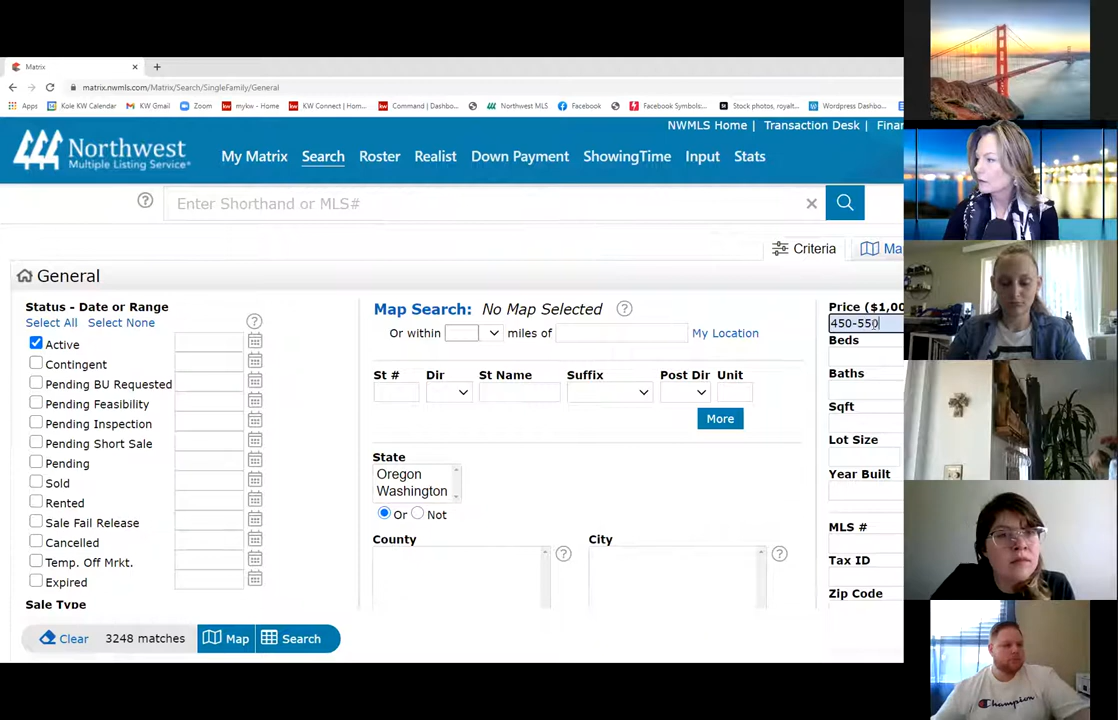 Matrix
matrix.nwmls.com/Matrix/Search/SingleFamily/General
Apps Kole KW Calendar KW Gmail Zoom mykw - Home KW Connect | Hom... Command | Dashbo... Northwest MLS Facebook Facebook Symbols:... Stock photos, royalt... Wordpress Dashbo...
NWMLS Home | Transaction Desk | Finan
Northwest
Multiple Listing Service®
My Matrix Search Roster Realist Down Payment ShowingTime Input Stats
Enter Shorthand or MLS#
Criteria Ma
General
Status - Date or Range
Select All Select None
Active
Contingent
Pending BU Requested
Pending Feasibility
Pending Inspection
Pending Short Sale
Pending
Sold
Rented
Sale Fail Release
Cancelled
Temp. Off Mrkt.
Expired
Sale Type
Map Search: No Map Selected
Or within miles of My Location
St # Dir St Name Suffix Post Dir Unit
More
State
Oregon
Washington
Or Not
County City
Price ($1,00
450-550
Beds
Baths
Sqft
Lot Size
Year Built
MLS #
Tax ID
Zip Code
Clear 3248 matches Map Search
Champion